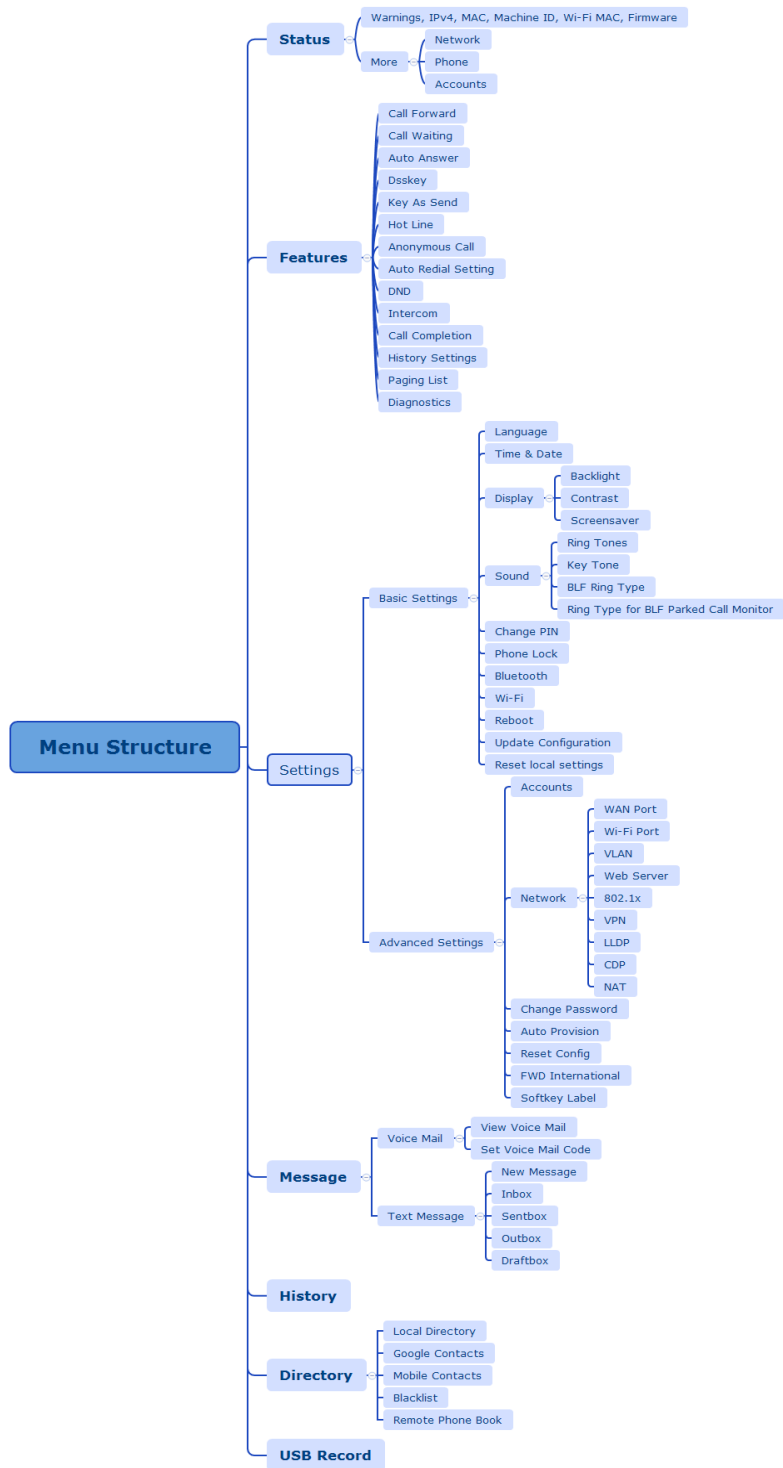 Menu Structure
Status
Warnings, IPv4, MAC, Machine ID, Wi-Fi MAC, Firmware
More
Network
Phone
Accounts
Features
Call Forward
Call Waiting
Auto Answer
Dsskey
Key As Send
Hot Line
Anonymous Call
Auto Redial Setting
DND
Intercom
Call Completion
History Settings
Paging List
Diagnostics
Settings
Basic Settings
Language
Time & Date
Display
Backlight
Contrast
Screensaver
Sound
Ring Tones
Key Tone
BLF Ring Type
Ring Type for BLF Parked Call Monitor
Change PIN
Phone Lock
Bluetooth
Wi-Fi
Reboot
Update Configuration
Reset local settings
Advanced Settings
Accounts
Network
WAN Port
Wi-Fi Port
VLAN
Web Server
802.1x
VPN
LLDP
CDP
NAT
Change Password
Auto Provision
Reset Config
FWD International
Softkey Label
Message
Voice Mail
View Voice Mail
Set Voice Mail Code
Text Message
New Message
Inbox
Sentbox
Outbox
Draftbox
History
Directory
Local Directory
Google Contacts
Mobile Contacts
Blacklist
Remote Phone Book
USB Record